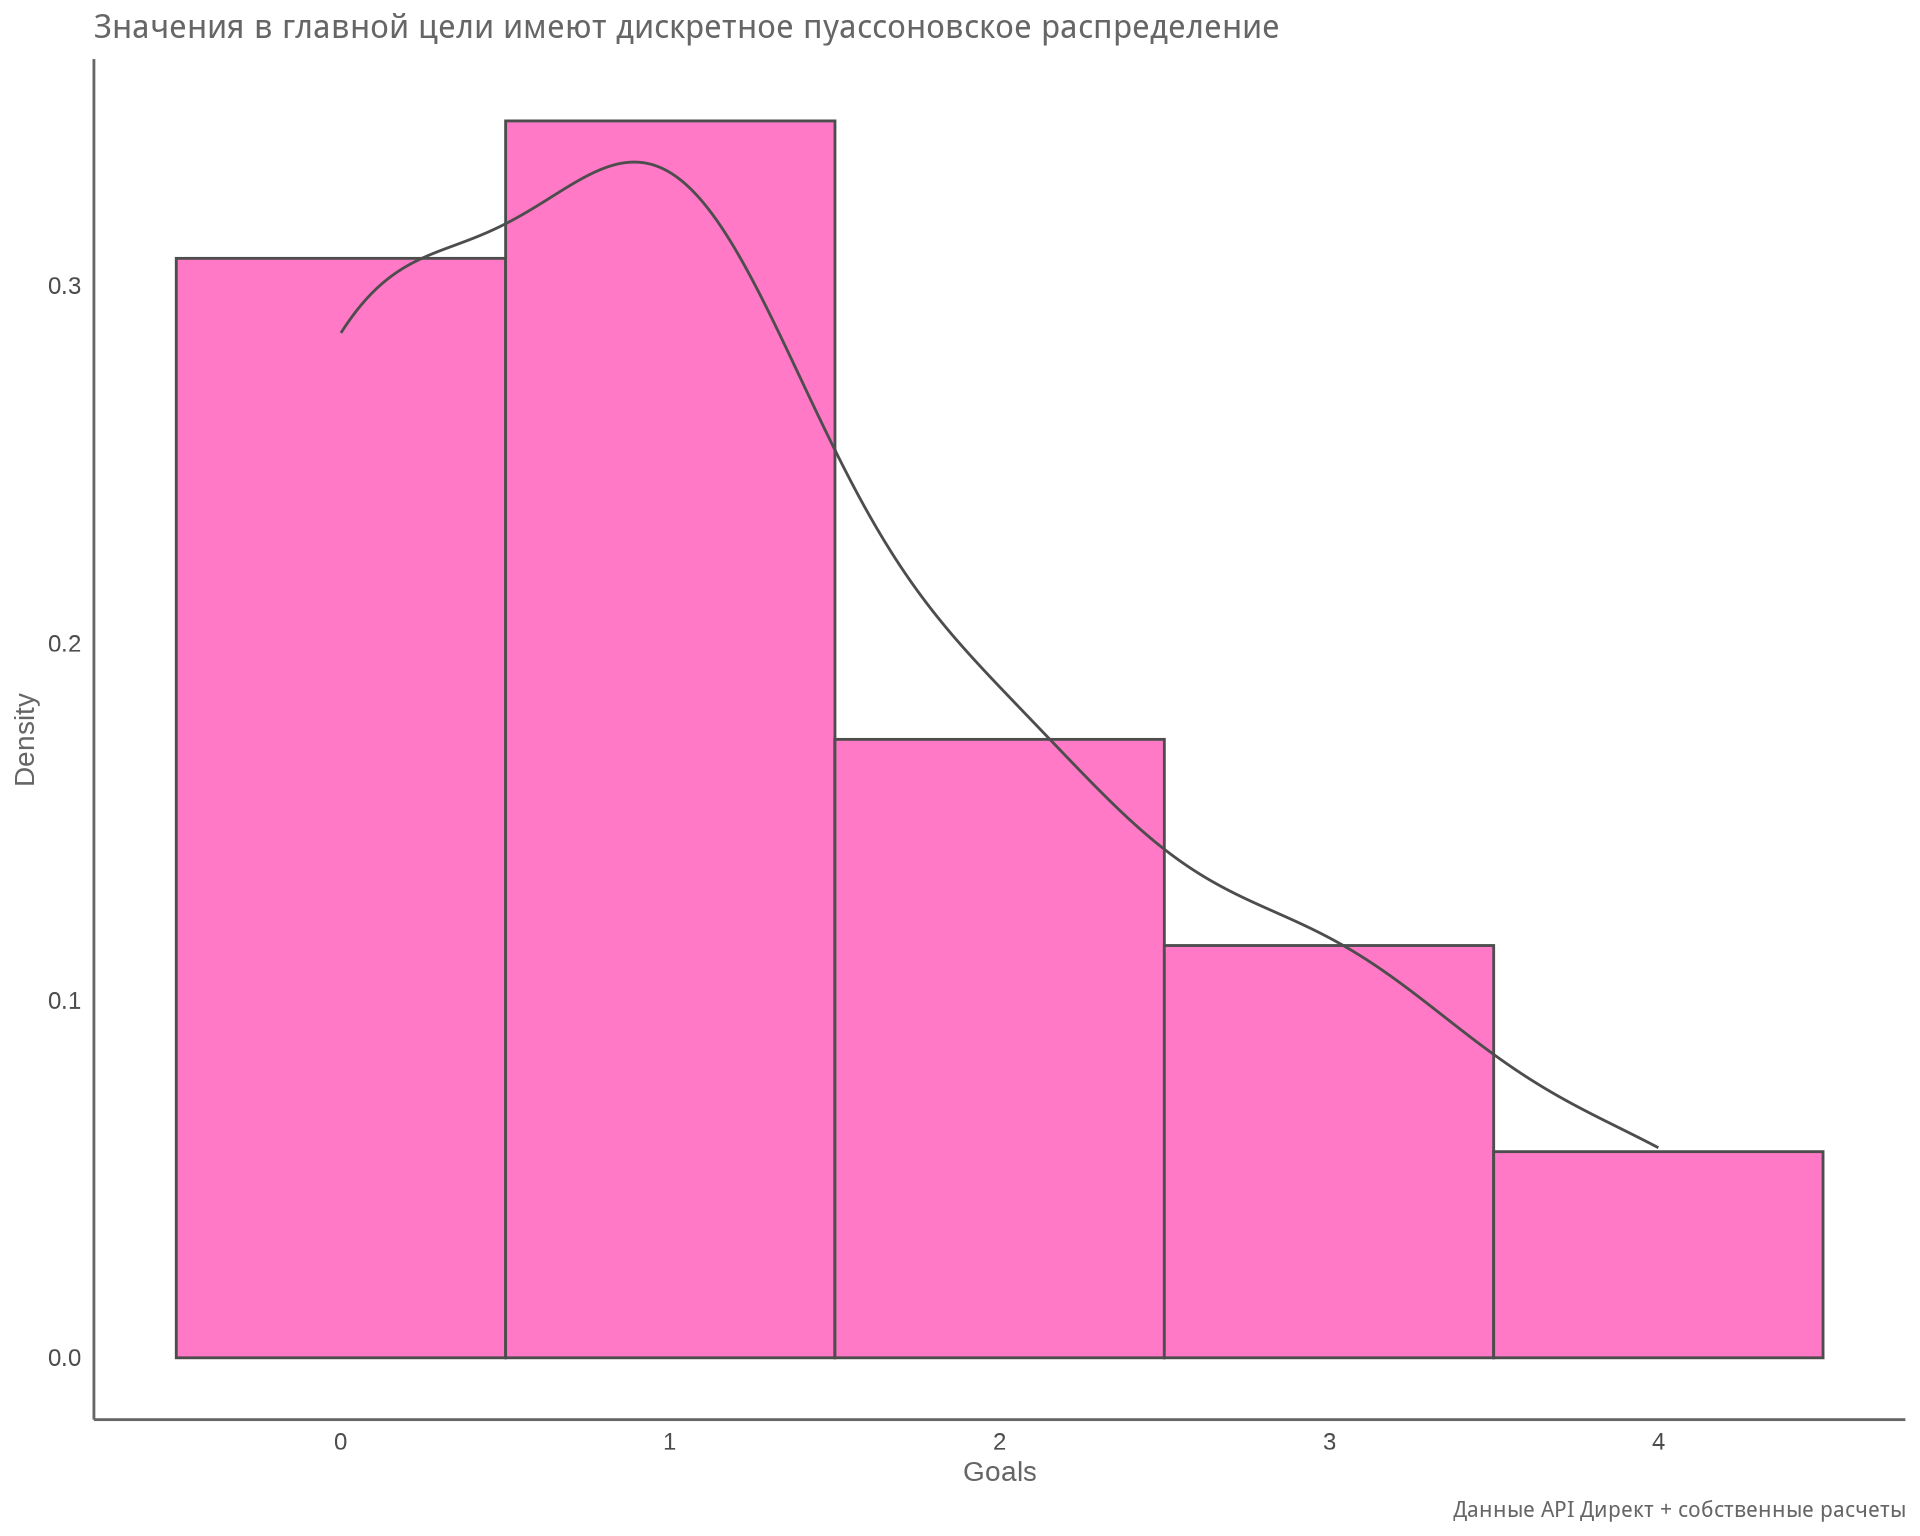 Значения в главной цели имеют дискретное пуассоновское распределение
0.3
0.2
0.1
0.0
Density
0 1 2 3 4
Goals
Данные API Директ + собственные расчеты